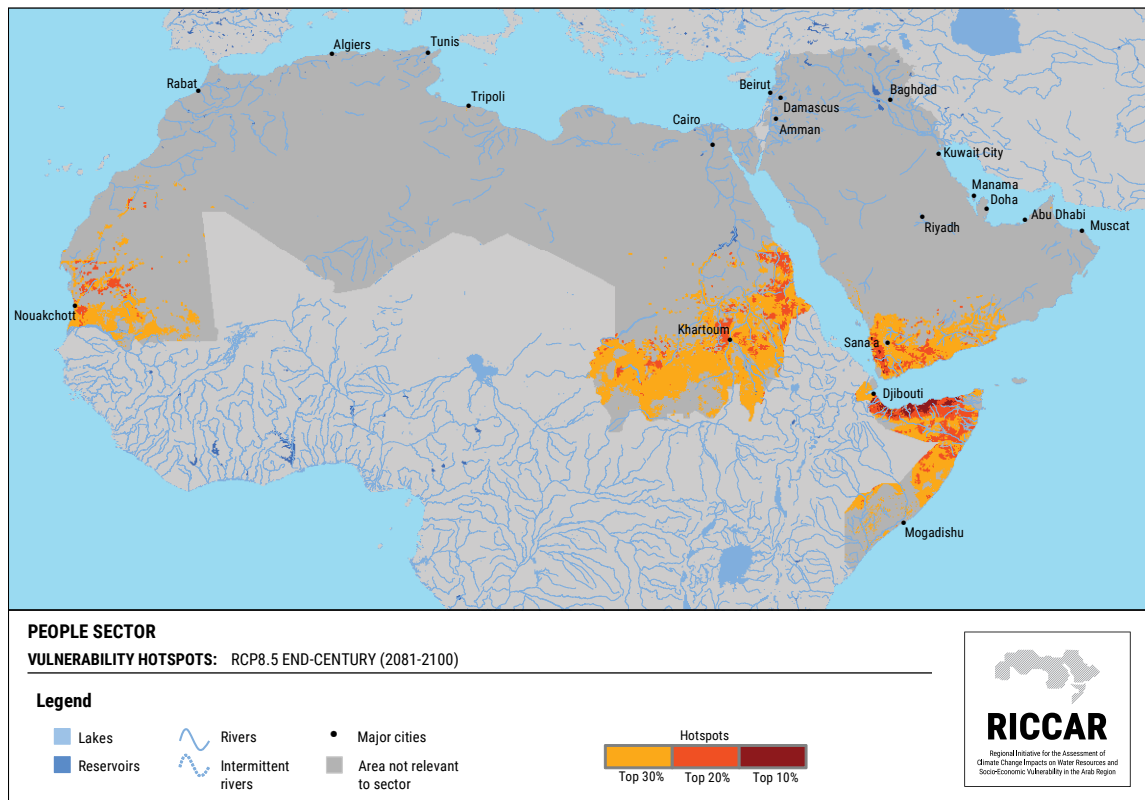 Algiers
Tunis
Rabat
Tripoli
Beirut
Damascus
Baghdad
Cairo
Amman
Kuwait City
Manama
Doha
Abu Dhabi
Riyadh
Muscat
Nouakchott
Khartoum
Sana'a
Djibouti
Mogadishu
PEOPLE SECTOR
VULNERABILITY HOTSPOTS: RCP8.5 END-CENTURY (2081-2100)
Legend
Lakes
Reservoirs
Rivers
Intermittent
rivers
Major cities
Area not relevant
to sector
Hotspots
Top 30% Top 20% Top 10%
RICCAR
Regional Initiative for the Assessment of
Climate Change Impacts on Water Resources and
Socio-Economic Vulnerability in the Arab Region